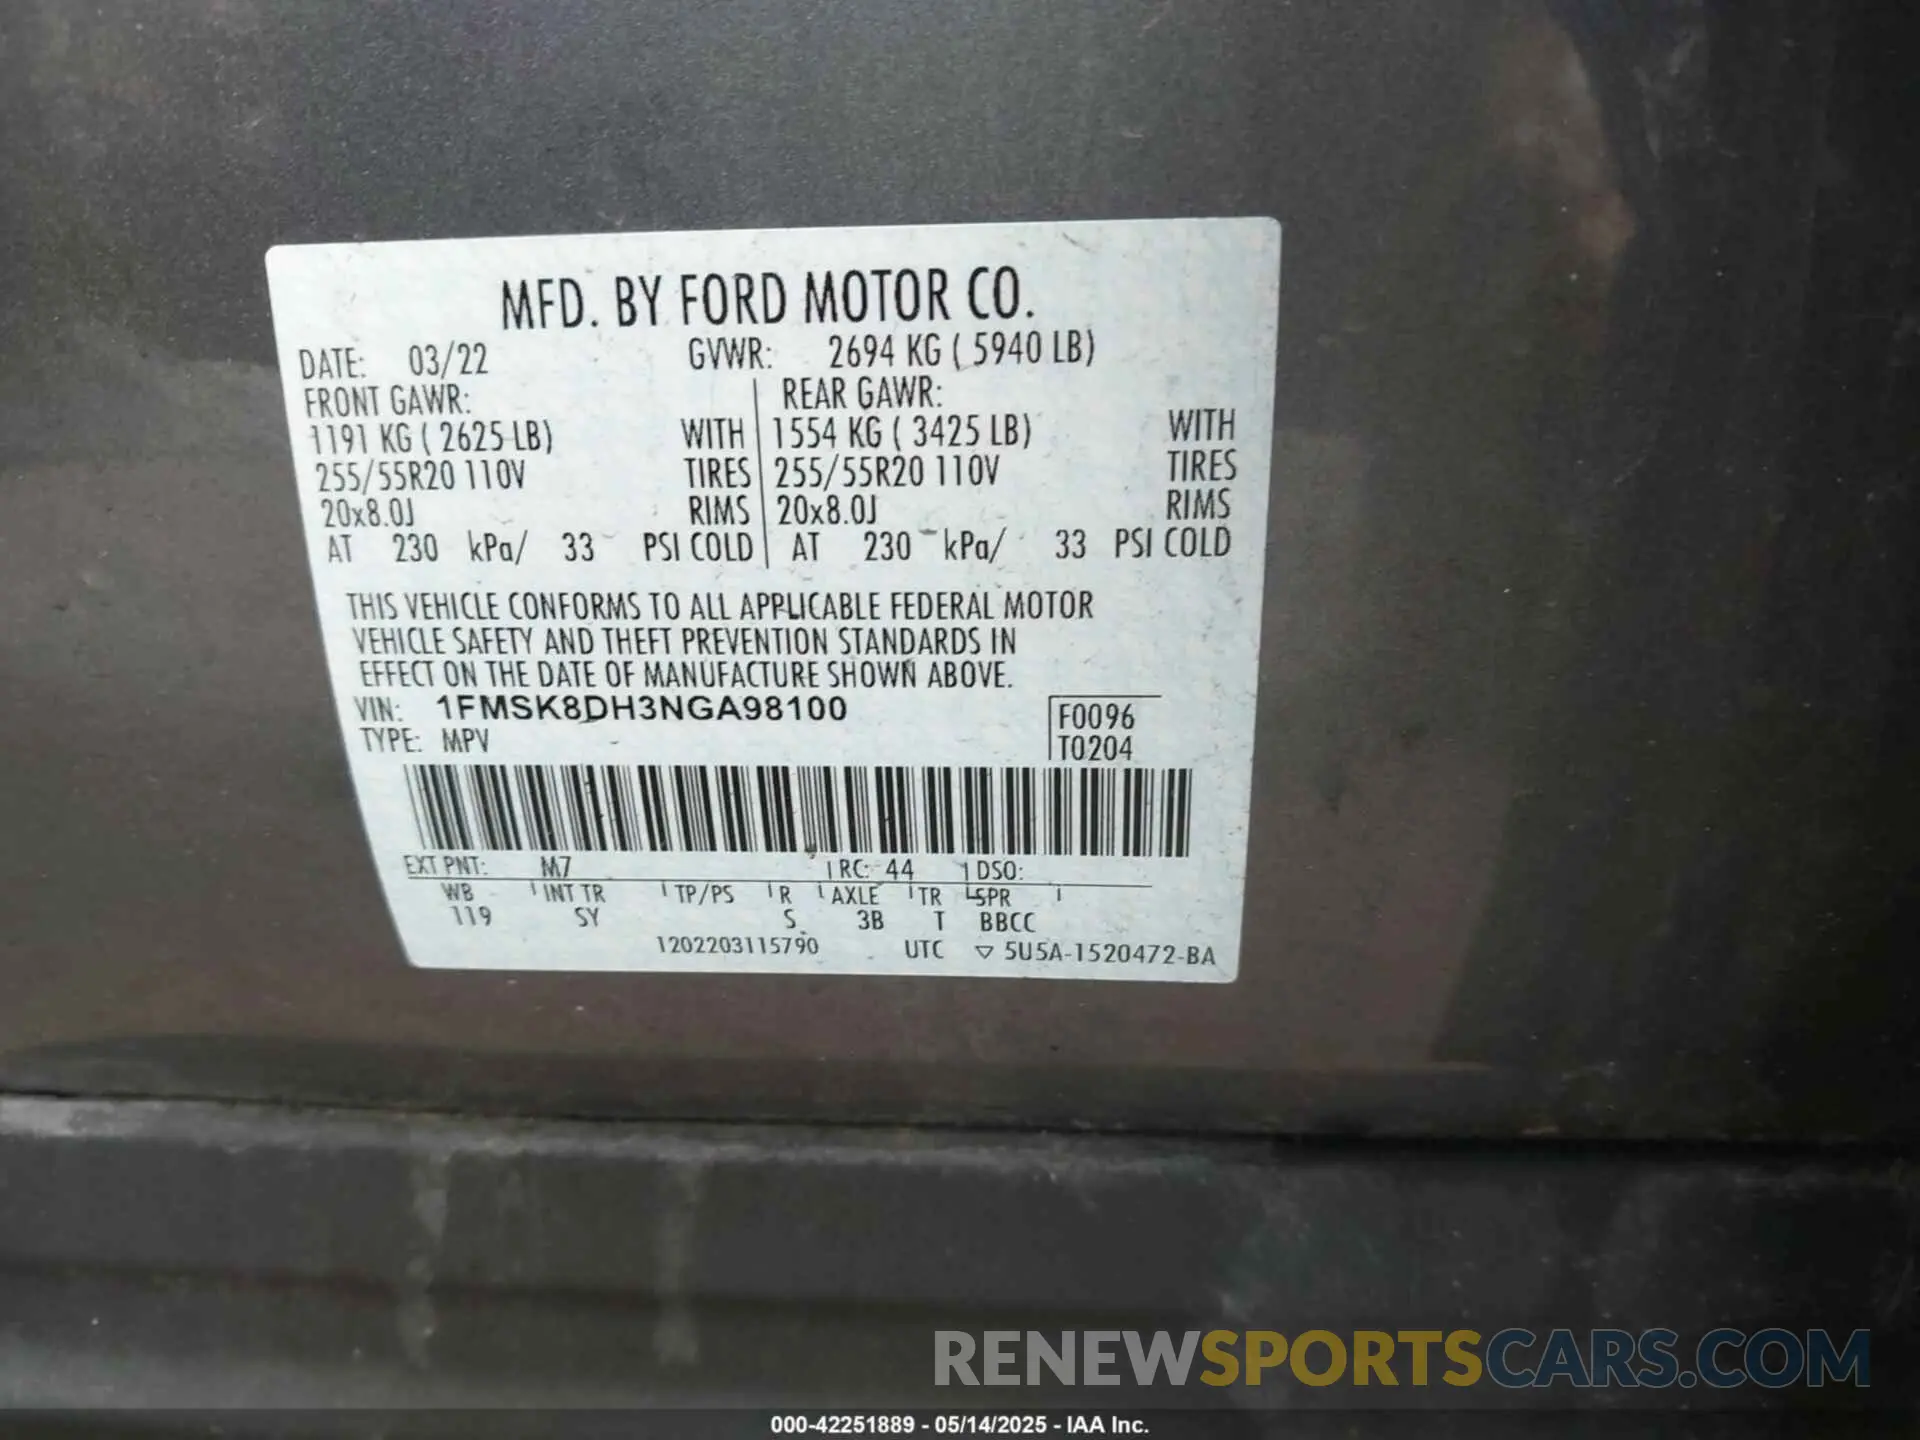 MFD. BY FORD MOTOR CO.
DATE: 03/22 GVWR: 2694 KG ( 5940 LB)
FRONT GAWR: REAR GAWR:
1191 KG ( 2625 LB) WITH 1554 KG ( 3425 LB) WITH
255/55R20 110V TIRES 255/55R20 110V TIRES
20x8.0J RIMS 20x8.0J RIMS
AT 230 kPa/ 33 PSI COLD AT 230 kPa/ 33 PSI COLD
THIS VEHICLE CONFORMS TO ALL APPLICABLE FEDERAL MOTOR
VEHICLE SAFETY AND THEFT PREVENTION STANDARDS IN
EFFECT ON THE DATE OF MANUFACTURE SHOWN ABOVE.
VIN: 1FMSK8DH3NGA98100 F0096
TYPE: MPV T0204
EXT PNT: M7 RC: 44 DSO:
WB INT TR TP/PS R AXLE TR SPR
119 SY S 3B T BBCC
1202203115790 UTC ▽ 5U5A-1520472-BA
RENEWSPORTSCARS.COM
000-42251889 - 05/14/2025 - IAA Inc.